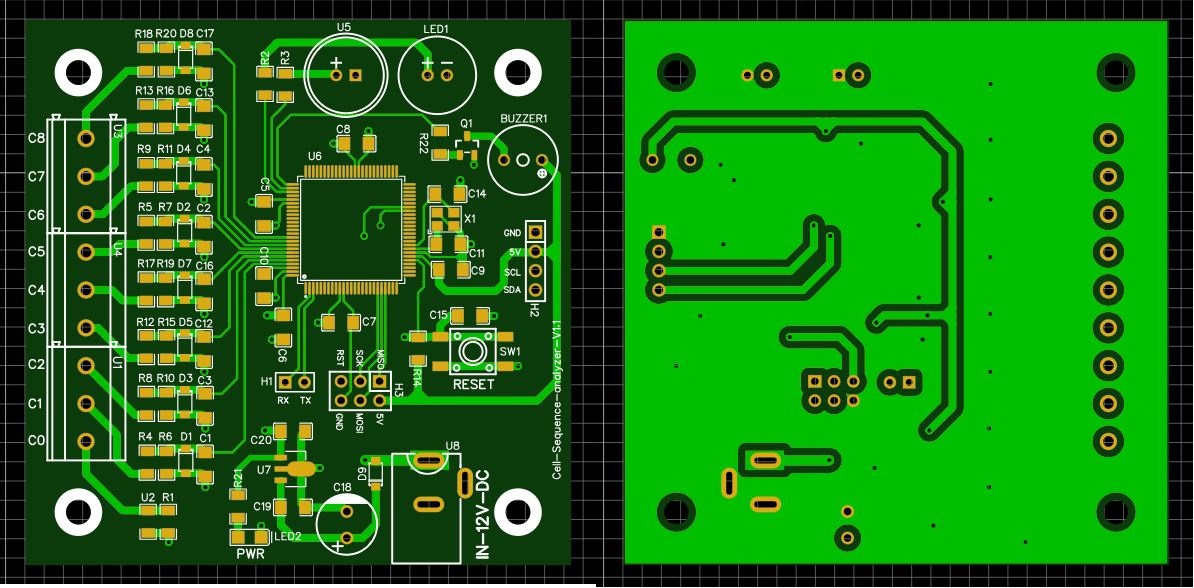 R18 R20 D8 C17
R13 R16 D6 C13
R9 R11 D4 C4
R5 R7 D2 C2
R17 R19 D7 C16
R12 R15 D5 C12
R8 R10 D3 C3
R4 R6 D1 C1
U2 R1
C8
C7
C6
U3
C5
C4
C3
U4
C2
C1
C0
U1
R2 R3
U5
+
LED1
+ −
BUZZER1
Q1
R22
C8
U6
C5
C14
X1
C11
C9
C10
C6
C7
C15
GND
5V
SCL
SDA
H2
SW1
RESET
R14
RST SCK MISO
H3
GND MOSI 5V
H1
RX TX
C20
U7
C19
R21
LED2
PWR
D9
C18
+
U8
IN-12V-DC
Cell-Sequence-analyzer-V1.1